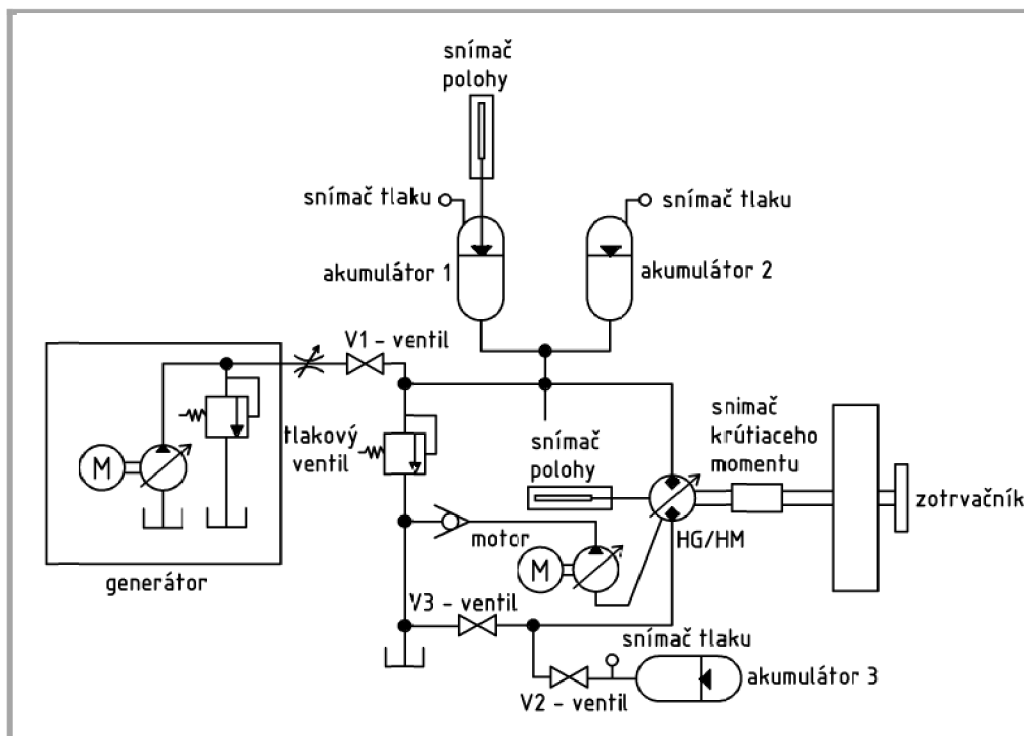 snímač
polohy
snímač tlaku
snímač tlaku
akumulátor 1
akumulátor 2
V1 - ventil
tlakový
ventil
snímač
polohy
snimač
krútiaceho
momentu
zotrvačník
M
motor
HG/HM
M
generátor
V3 - ventil
snímač tlaku
akumulátor 3
V2 - ventil